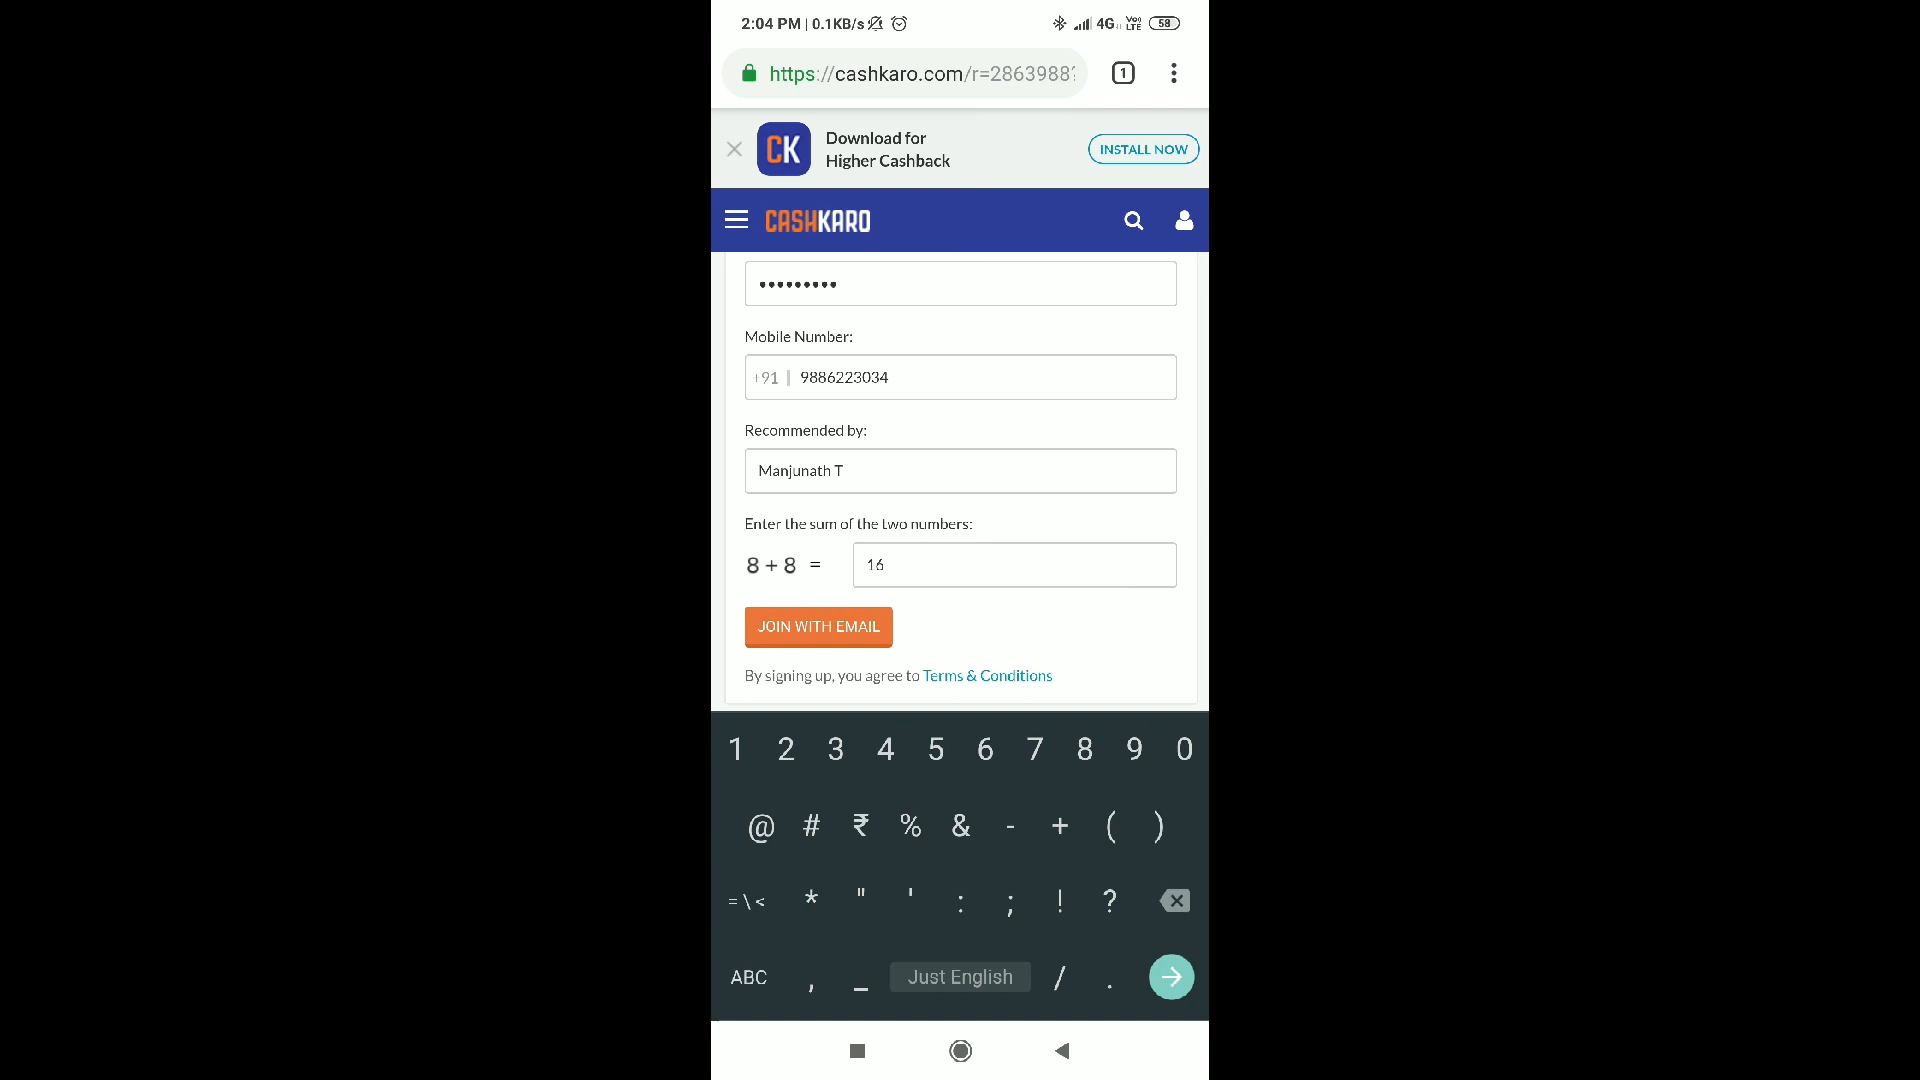 2:04 PM | 0.1KB/s 4G Vo LTE 58
https://cashkaro.com/r=2863988?
1
CK
Download for
Higher Cashback
INSTALL NOW
CASHKARO
•••••••••
Mobile Number:
+91 | 9886223034
Recommended by:
Manjunath T
Enter the sum of the two numbers:
8 + 8 = 16
JOIN WITH EMAIL
By signing up, you agree to Terms & Conditions
1 2 3 4 5 6 7 8 9 0
@ # ₹ % & - + ( )
= \ < * " ' : ; ! ?
ABC , _ Just English / .